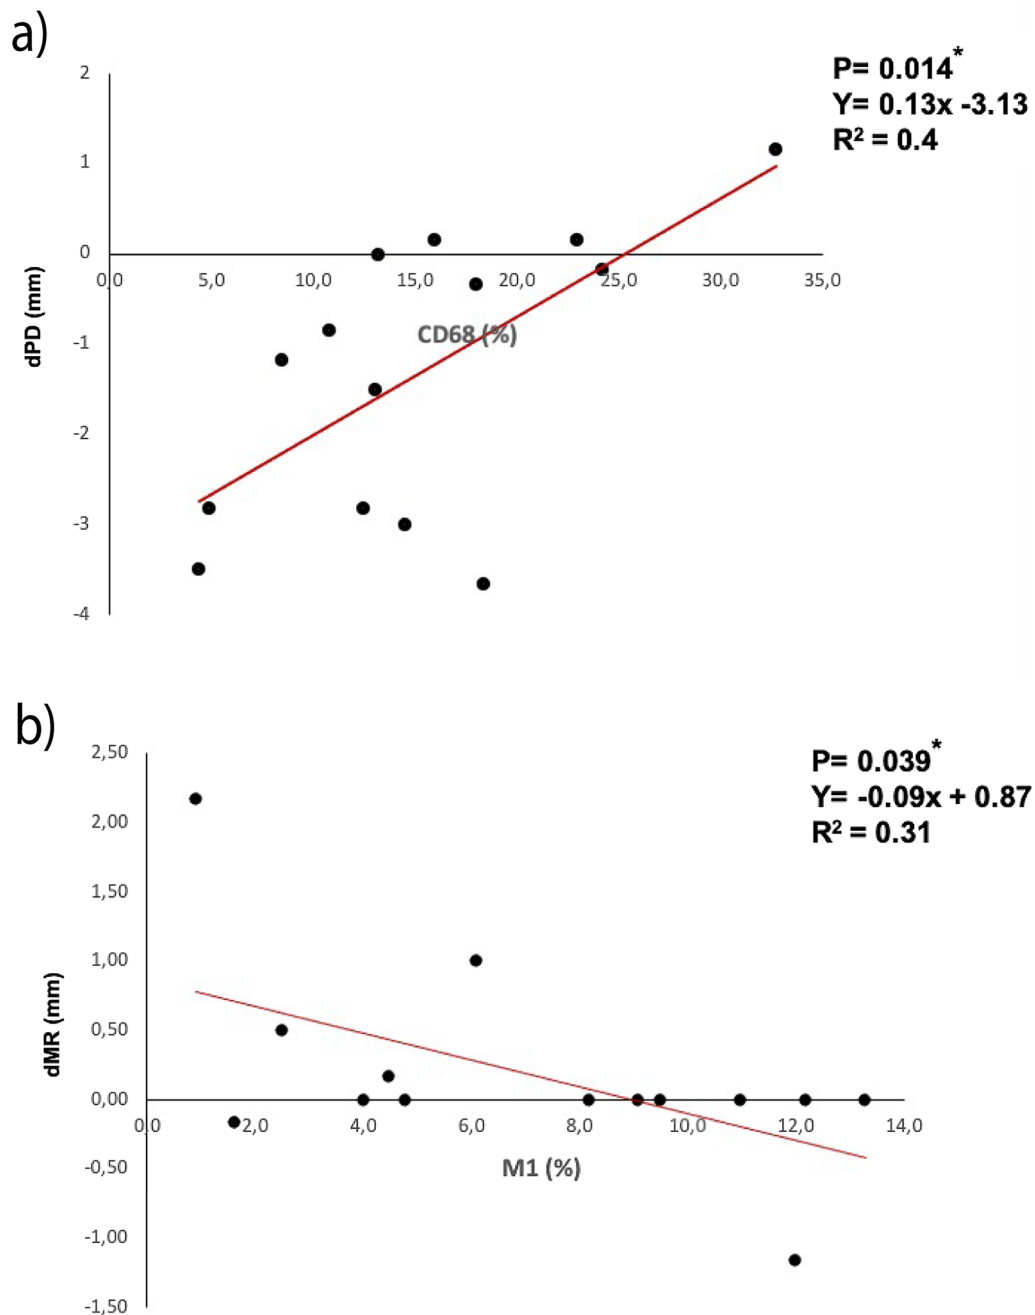 a)
P= 0.014*
Y= 0.13x -3.13
R² = 0.4
2
1
0
-1
-2
-3
-4
dPD (mm)
0,0 5,0 10,0 15,0 20,0 25,0 30,0 35,0
CD68 (%)
b)
P= 0.039*
Y= -0.09x + 0.87
R² = 0.31
2,50
2,00
1,50
1,00
0,50
0,00
-0,50
-1,00
-1,50
dMR (mm)
0,0 2,0 4,0 6,0 8,0 10,0 12,0 14,0
M1 (%)